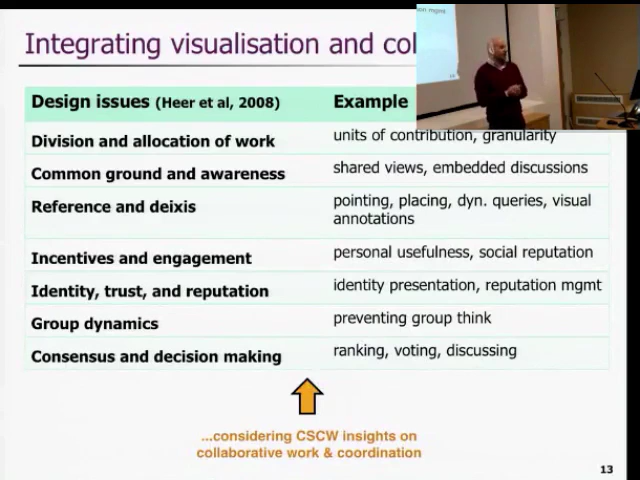 Integrating visualisation and col
Design issues (Heer et al, 2008) Example
Division and allocation of work units of contribution, granularity
Common ground and awareness shared views, embedded discussions
Reference and deixis pointing, placing, dyn. queries, visual
annotations
Incentives and engagement personal usefulness, social reputation
Identity, trust, and reputation identity presentation, reputation mgmt
Group dynamics preventing group think
Consensus and decision making ranking, voting, discussing
...considering CSCW insights on
collaborative work & coordination
13